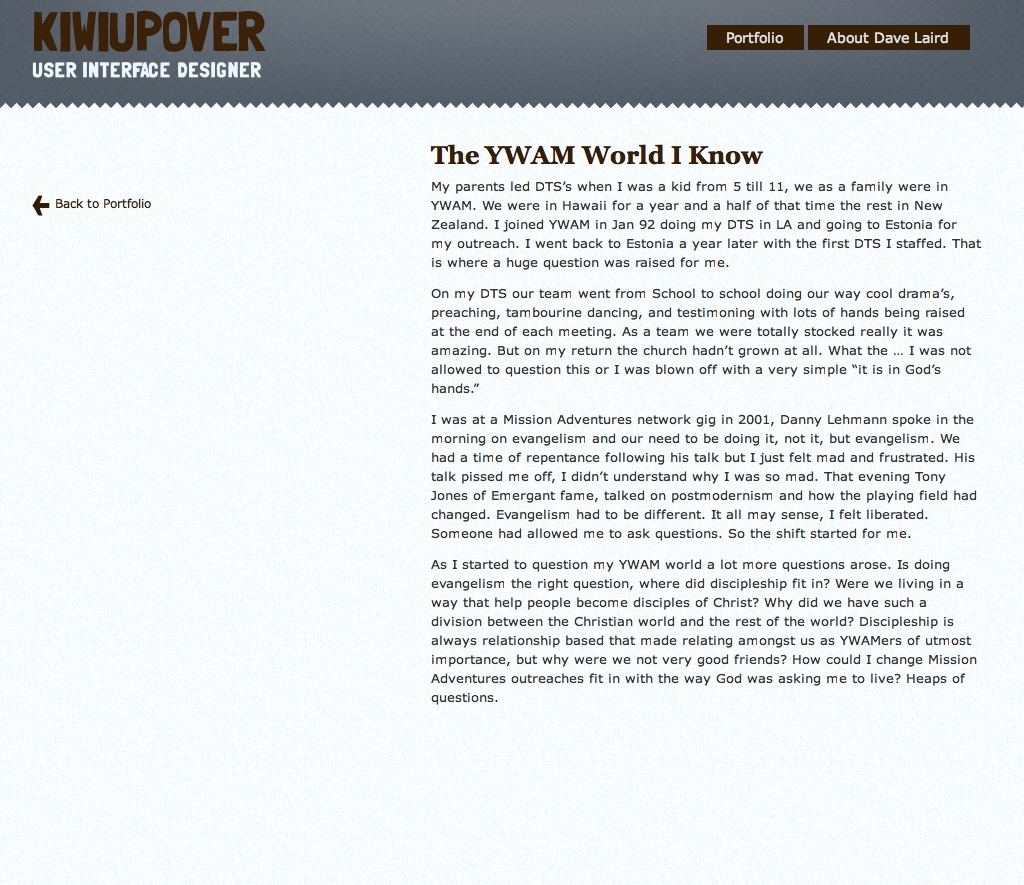 KIWIUPOVER
USER INTERFACE DESIGNER
Portfolio
About Dave Laird
Back to Portfolio
The YWAM World I Know
My parents led DTS’s when I was a kid from 5 till 11, we as a family were in
YWAM. We were in Hawaii for a year and a half of that time the rest in New
Zealand. I joined YWAM in Jan 92 doing my DTS in LA and going to Estonia for
my outreach. I went back to Estonia a year later with the first DTS I staffed. That
is where a huge question was raised for me.
On my DTS our team went from School to school doing our way cool drama’s,
preaching, tambourine dancing, and testimoning with lots of hands being raised
at the end of each meeting. As a team we were totally stocked really it was
amazing. But on my return the church hadn’t grown at all. What the … I was not
allowed to question this or I was blown off with a very simple “it is in God’s
hands.”
I was at a Mission Adventures network gig in 2001, Danny Lehmann spoke in the
morning on evangelism and our need to be doing it, not it, but evangelism. We
had a time of repentance following his talk but I just felt mad and frustrated. His
talk pissed me off, I didn’t understand why I was so mad. That evening Tony
Jones of Emergant fame, talked on postmodernism and how the playing field had
changed. Evangelism had to be different. It all may sense, I felt liberated.
Someone had allowed me to ask questions. So the shift started for me.
As I started to question my YWAM world a lot more questions arose. Is doing
evangelism the right question, where did discipleship fit in? Were we living in a
way that help people become disciples of Christ? Why did we have such a
division between the Christian world and the rest of the world? Discipleship is
always relationship based that made relating amongst us as YWAMers of utmost
importance, but why were we not very good friends? How could I change Mission
Adventures outreaches fit in with the way God was asking me to live? Heaps of
questions.